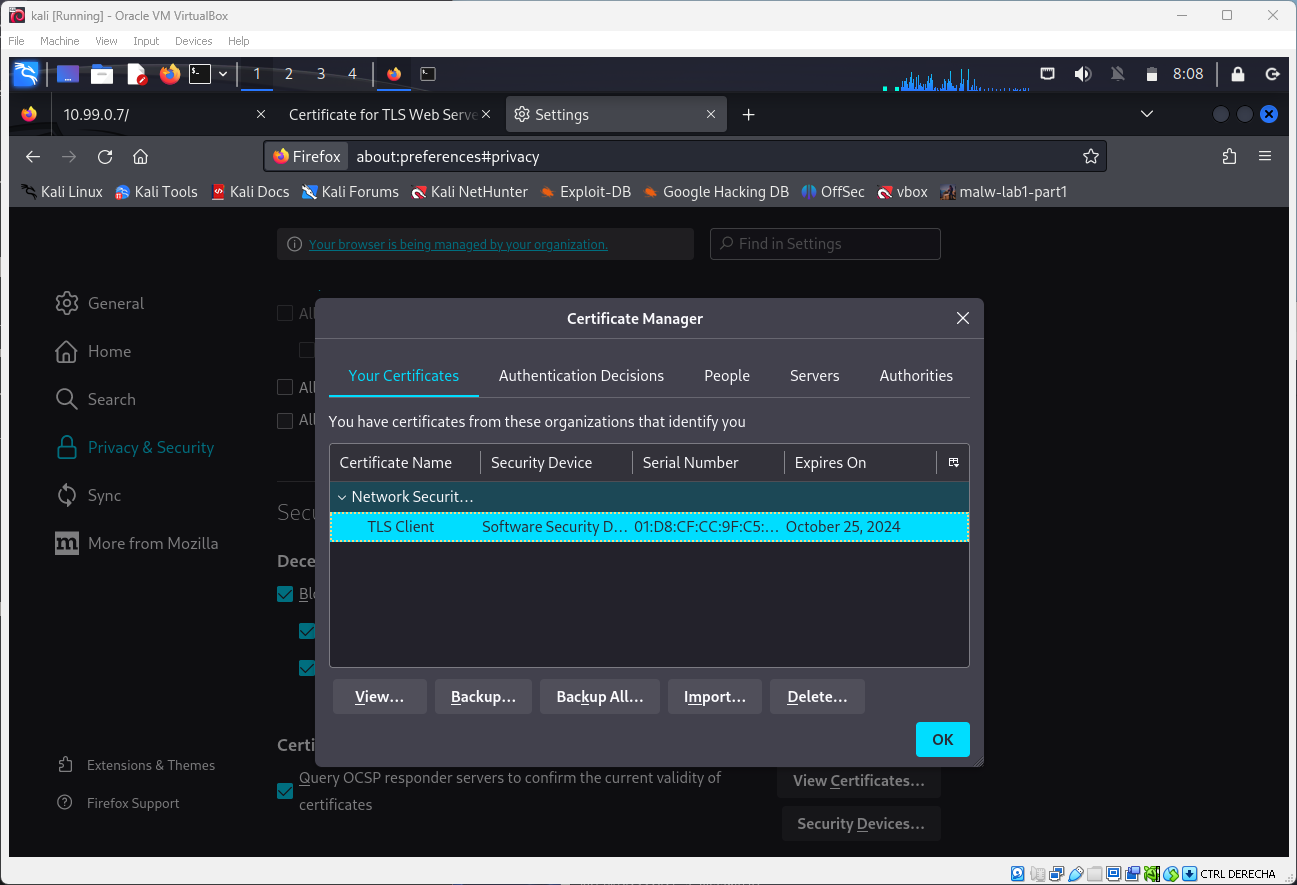 kali [Running] - Oracle VM VirtualBox
File Machine View Input Devices Help
1 2 3 4 8:08
10.99.0.7/ Certificate for TLS Web Serve Settings
Firefox about:preferences#privacy
Kali Linux Kali Tools Kali Docs Kali Forums Kali NetHunter Exploit-DB Google Hacking DB OffSec vbox malw-lab1-part1
Your browser is being managed by your organization. Find in Settings
General
Home
Search
Privacy & Security
Sync
More from Mozilla
Extensions & Themes
Firefox Support
All
All
All
Secu
Dece
Blo
Certi
Query OCSP responder servers to confirm the current validity of
certificates
View Certificates...
Security Devices...
Certificate Manager
Your Certificates Authentication Decisions People Servers Authorities
You have certificates from these organizations that identify you
Certificate Name Security Device Serial Number Expires On
Network Securit...
TLS Client Software Security D... 01:D8:CF:CC:9F:C5:... October 25, 2024
View... Backup... Backup All... Import... Delete...
OK
CTRL DERECHA